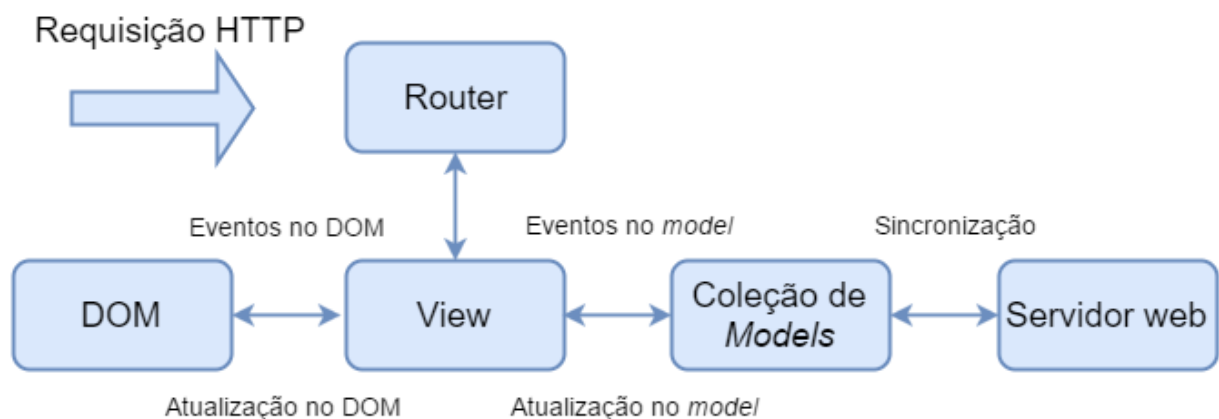 Requisição HTTP
Router
Eventos no DOM
Eventos no model
Sincronização
DOM
View
Coleção de
Models
Servidor web
Atualização no DOM
Atualização no model